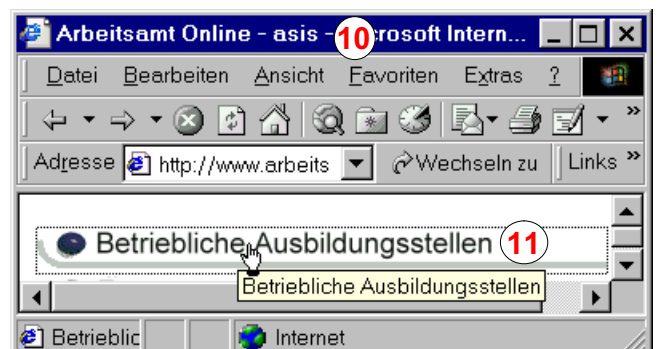 Arbeitsamt Online - asis - 10 crosoft Intern...
Datei Bearbeiten Ansicht Favoriten Extras ?
Adresse http://www.arbeits Wechseln zu Links »
Betriebliche Ausbildungsstellen 11
Betriebliche Ausbildungsstellen
Betrieblic Internet